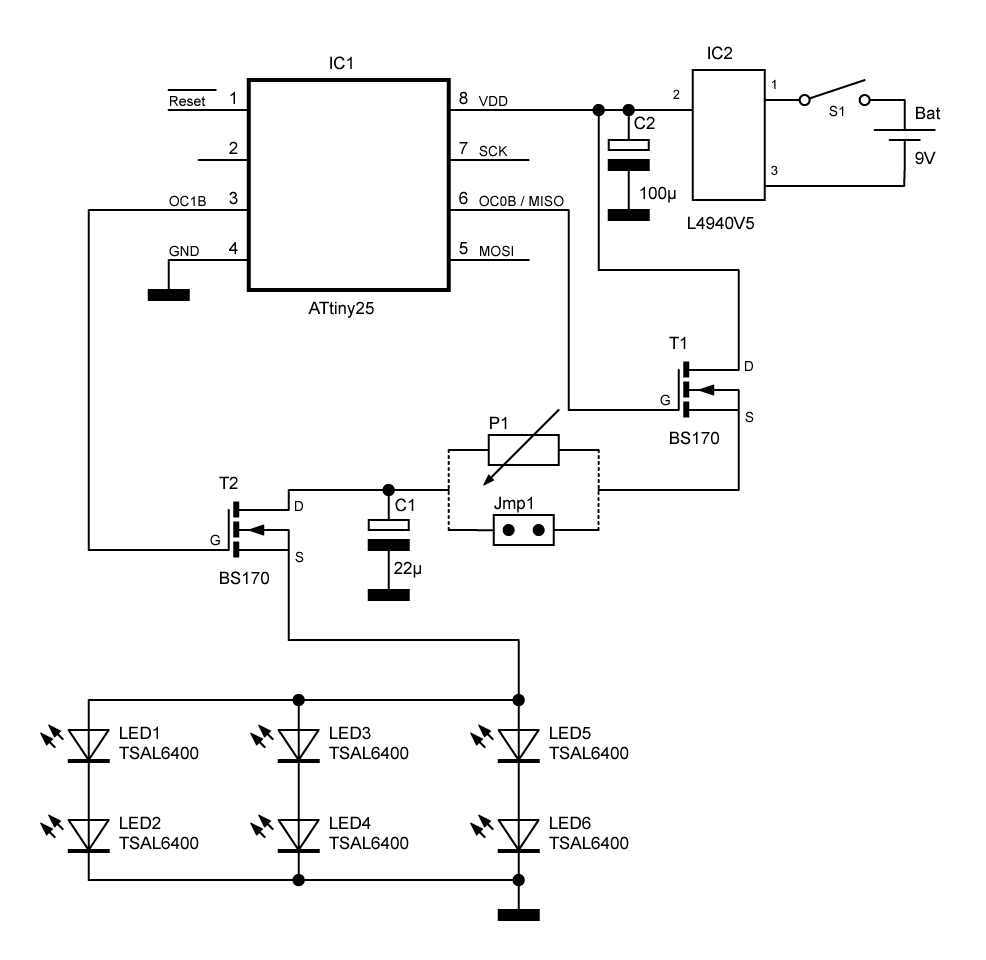 IC2
IC1
Reset
1
8
VDD
2
1
S1
Bat
C2
9V
2
7
SCK
3
100µ
OC1B
3
6
OC0B / MISO
L4940V5
GND
4
5
MOSI
ATtiny25
T1
D
G
S
BS170
P1
T2
D
C1
Jmp1
G
S
22µ
BS170
LED1
TSAL6400
LED3
TSAL6400
LED5
TSAL6400
LED2
TSAL6400
LED4
TSAL6400
LED6
TSAL6400